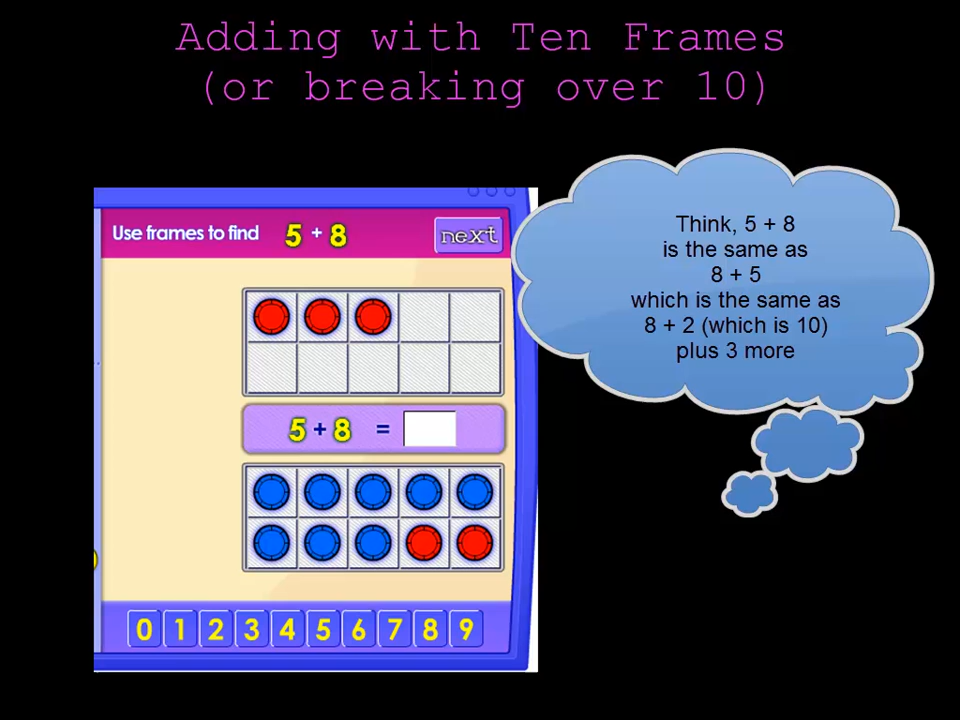 Adding with Ten Frames
(or breaking over 10)
Use frames to find 5 + 8
next
Think, 5 + 8
is the same as
8 + 5
which is the same as
8 + 2 (which is 10)
plus 3 more
5 + 8 =
0 1 2 3 4 5 6 7 8 9